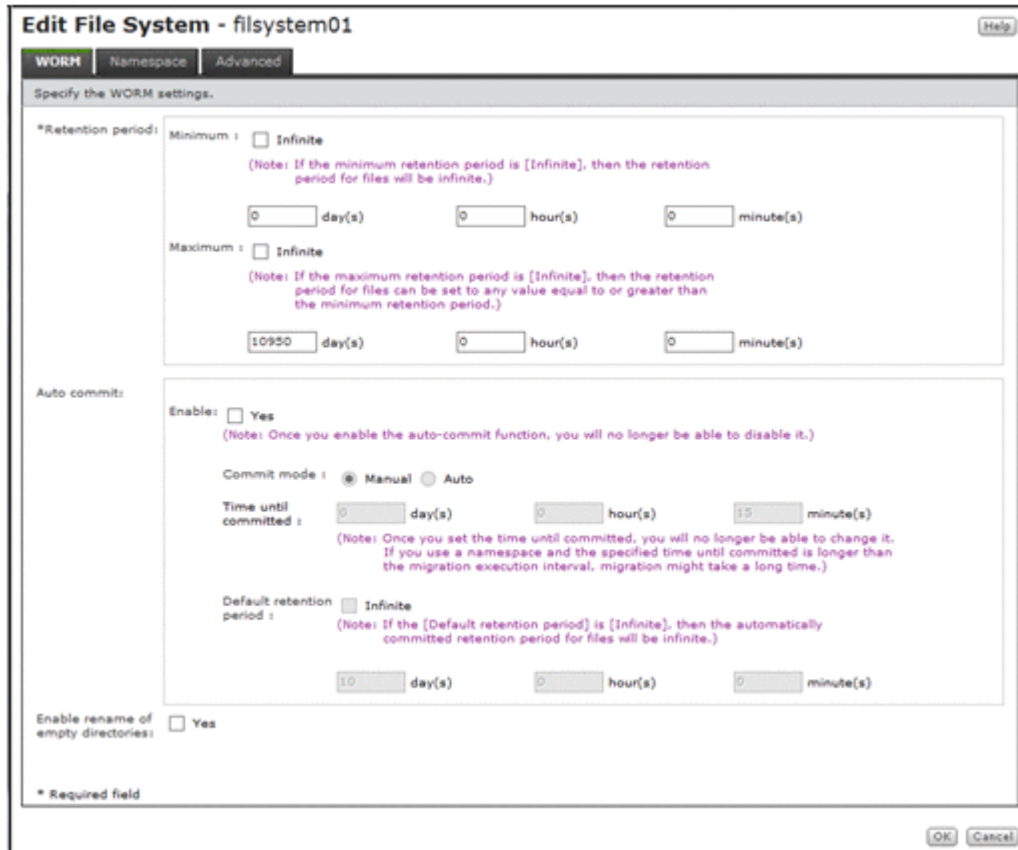 Edit File System - filsystem01
Help
WORM Namespace Advanced
Specify the WORM settings.
*Retention period:
Minimum : Infinite
(Note: If the minimum retention period is [Infinite], then the retention
period for files will be infinite.)
0 day(s) 0 hour(s) 0 minute(s)
Maximum : Infinite
(Note: If the maximum retention period is [Infinite], then the retention
period for files can be set to any value equal to or greater than
the minimum retention period.)
10950 day(s) 0 hour(s) 0 minute(s)
Auto commit:
Enable: Yes
(Note: Once you enable the auto-commit function, you will no longer be able to disable it.)
Commit mode : Manual Auto
Time until
committed :
0 day(s) 0 hour(s) 15 minute(s)
(Note: Once you set the time until committed, you will no longer be able to change it.
If you use a namespace and the specified time until committed is longer than
the migration execution interval, migration might take a long time.)
Default retention
period :
Infinite
(Note: If the [Default retention period] is [Infinite], then the automatically
committed retention period for files will be infinite.)
10 day(s) 0 hour(s) 0 minute(s)
Enable rename of
empty directories:
Yes
* Required field
OK Cancel